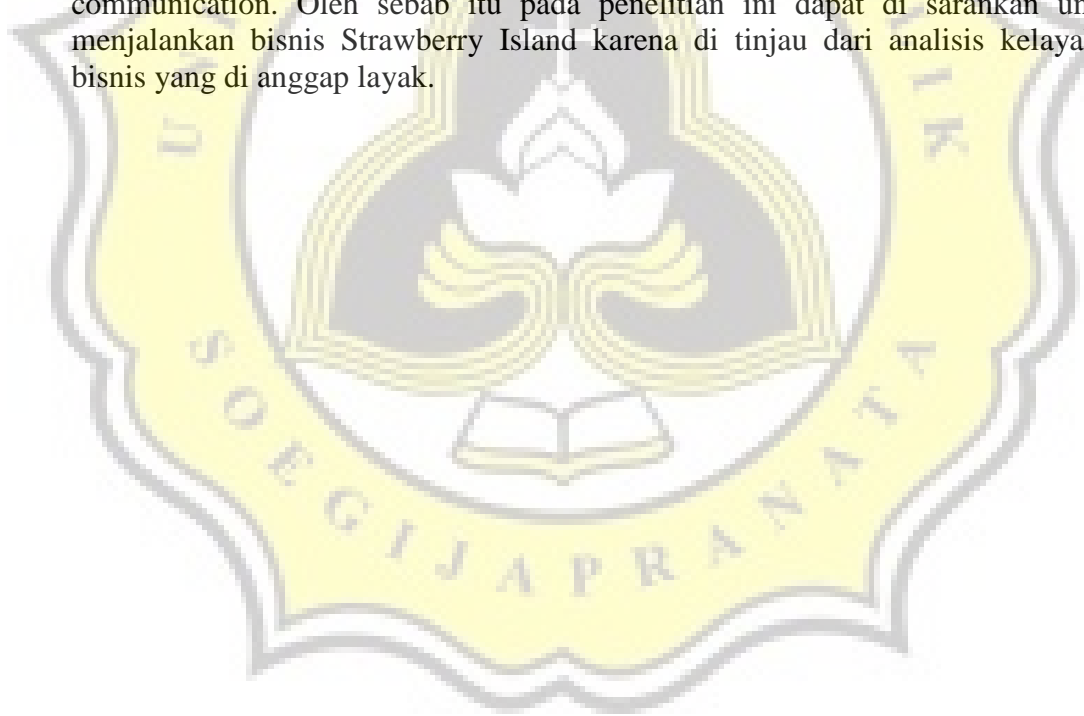 communication. Oleh sebab itu pada penelitian ini dapat di sarankan un
menjalankan bisnis Strawberry Island karena di tinjau dari analisis kelaya
bisnis yang di anggap layak.
SOEGIJAPRANATA